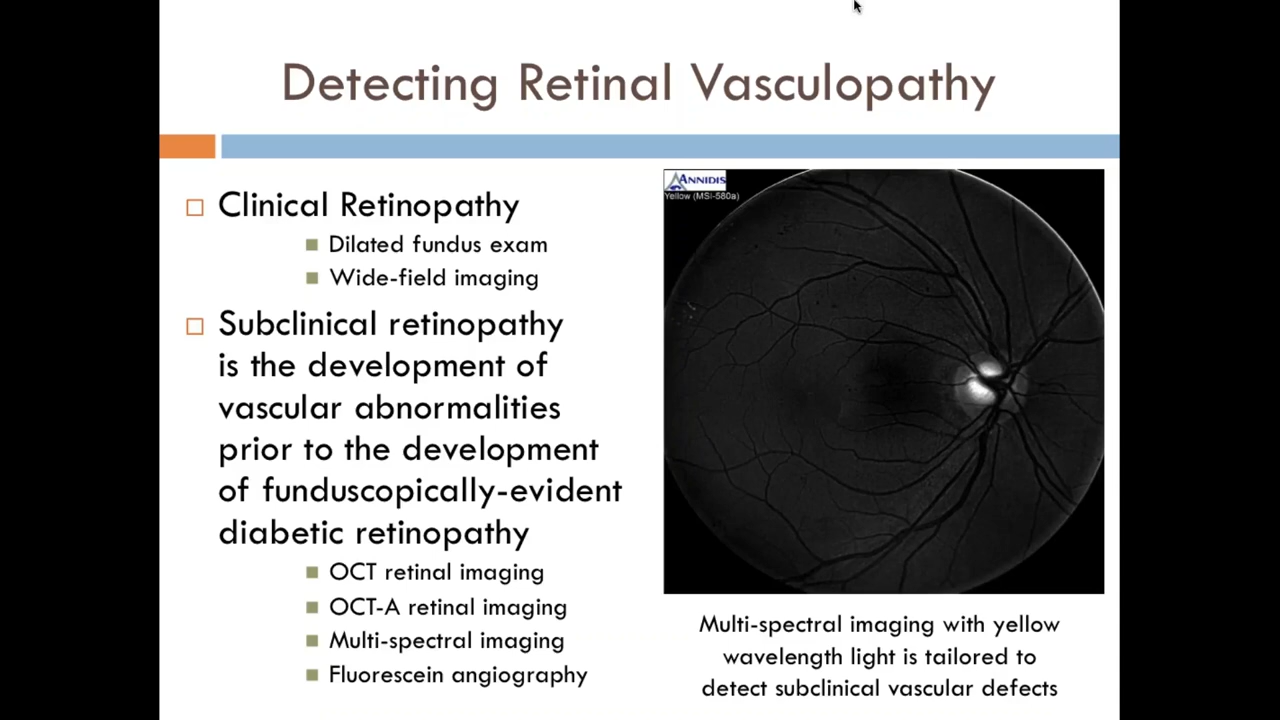 Detecting Retinal Vasculopathy
Clinical Retinopathy
Dilated fundus exam
Wide-field imaging
Subclinical retinopathy
is the development of
vascular abnormalities
prior to the development
of funduscopically-evident
diabetic retinopathy
OCT retinal imaging
OCT-A retinal imaging
Multi-spectral imaging
Fluorescein angiography
ANNIDIS
Yellow (MSI-580a)
Multi-spectral imaging with yellow
wavelength light is tailored to
detect subclinical vascular defects